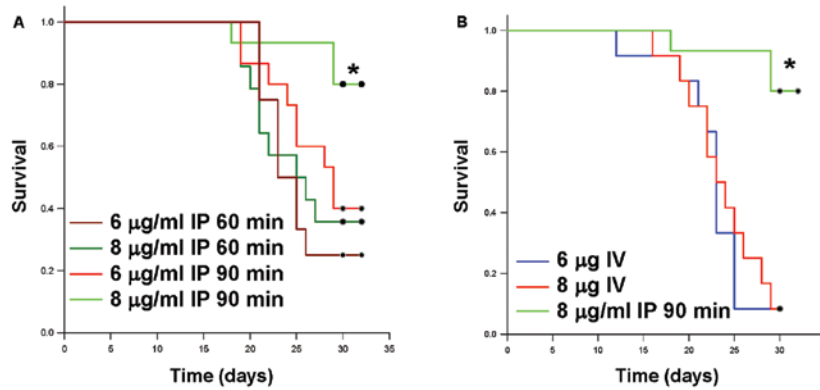 A
1.0
0.8
0.6
0.4
0.2
0.0
Survival
*
6 μg/ml IP 60 min
8 μg/ml IP 60 min
6 μg/ml IP 90 min
8 μg/ml IP 90 min
0 5 10 15 20 25 30 35
Time (days)
B
1.0
0.8
0.6
0.4
0.2
0.0
Survival
*
6 μg IV
8 μg IV
8 μg/ml IP 90 min
0 5 10 15 20 25 30
Time (days)